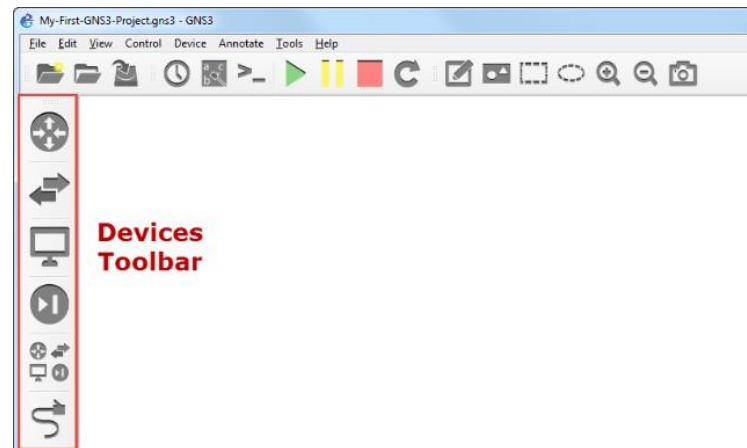 My-First-GNS3-Project.gns3 - GNS3
File Edit View Control Device Annotate Tools Help
Devices
Toolbar